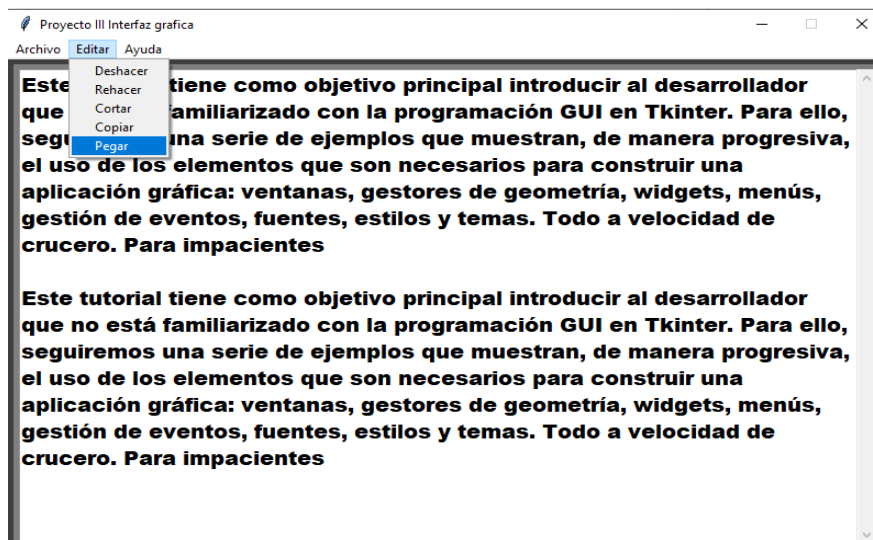 Proyecto III Interfaz grafica
Archivo Editar Ayuda
Deshacer
Rehacer
Cortar
Copiar
Pegar
Este tiene como objetivo principal introducir al desarrollador
que familiarizado con la programación GUI en Tkinter. Para ello,
segu una serie de ejemplos que muestran, de manera progresiva,
el uso de los elementos que son necesarios para construir una
aplicación gráfica: ventanas, gestores de geometría, widgets, menús,
gestión de eventos, fuentes, estilos y temas. Todo a velocidad de
crucero. Para impacientes
Este tutorial tiene como objetivo principal introducir al desarrollador
que no está familiarizado con la programación GUI en Tkinter. Para ello,
seguiremos una serie de ejemplos que muestran, de manera progresiva,
el uso de los elementos que son necesarios para construir una
aplicación gráfica: ventanas, gestores de geometría, widgets, menús,
gestión de eventos, fuentes, estilos y temas. Todo a velocidad de
crucero. Para impacientes